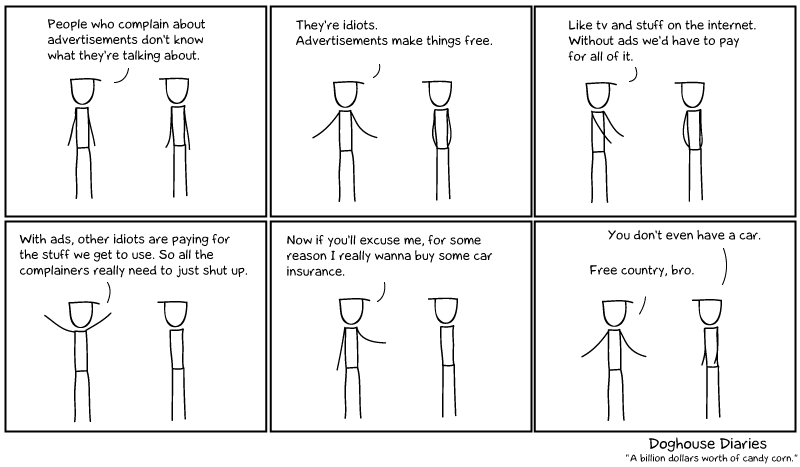 People who complain about
advertisements don't know
what they're talking about.
They're idiots.
Advertisements make things free.
Like tv and stuff on the internet.
Without ads we'd have to pay
for all of it.
With ads, other idiots are paying for
the stuff we get to use. So all the
complainers really need to just shut up.
Now if you'll excuse me, for some
reason I really wanna buy some car
insurance.
You don't even have a car.
Free country, bro.
Doghouse Diaries
"A billion dollars worth of candy corn."